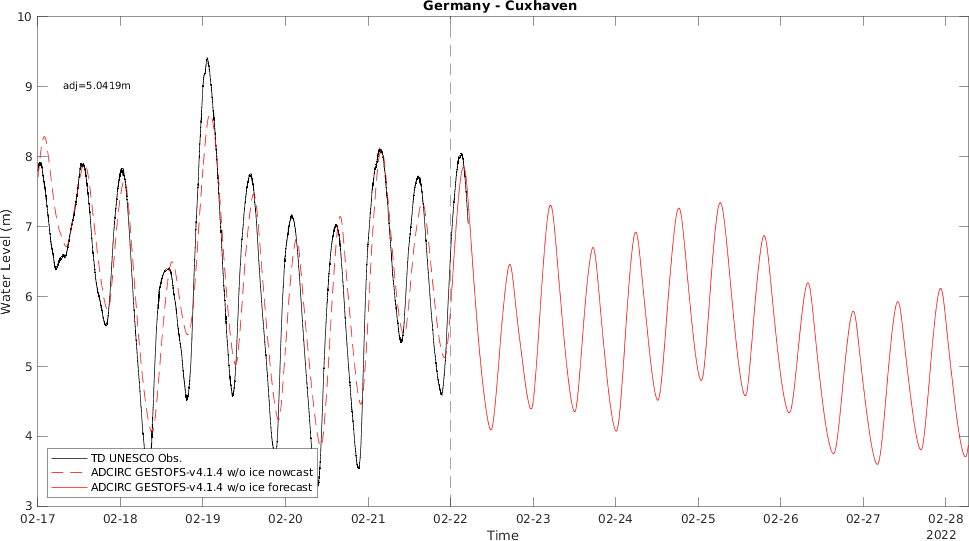 Germany - Cuxhaven
10
9
8
7
6
5
4
3
Water Level (m)
adj=5.0419m
TD UNESCO Obs.
ADCIRC GESTOFS-v4.1.4 w/o ice nowcast
ADCIRC GESTOFS-v4.1.4 w/o ice forecast
02-17 02-18 02-19 02-20 02-21 02-22 02-23 02-24 02-25 02-26 02-27 02-28
Time
2022